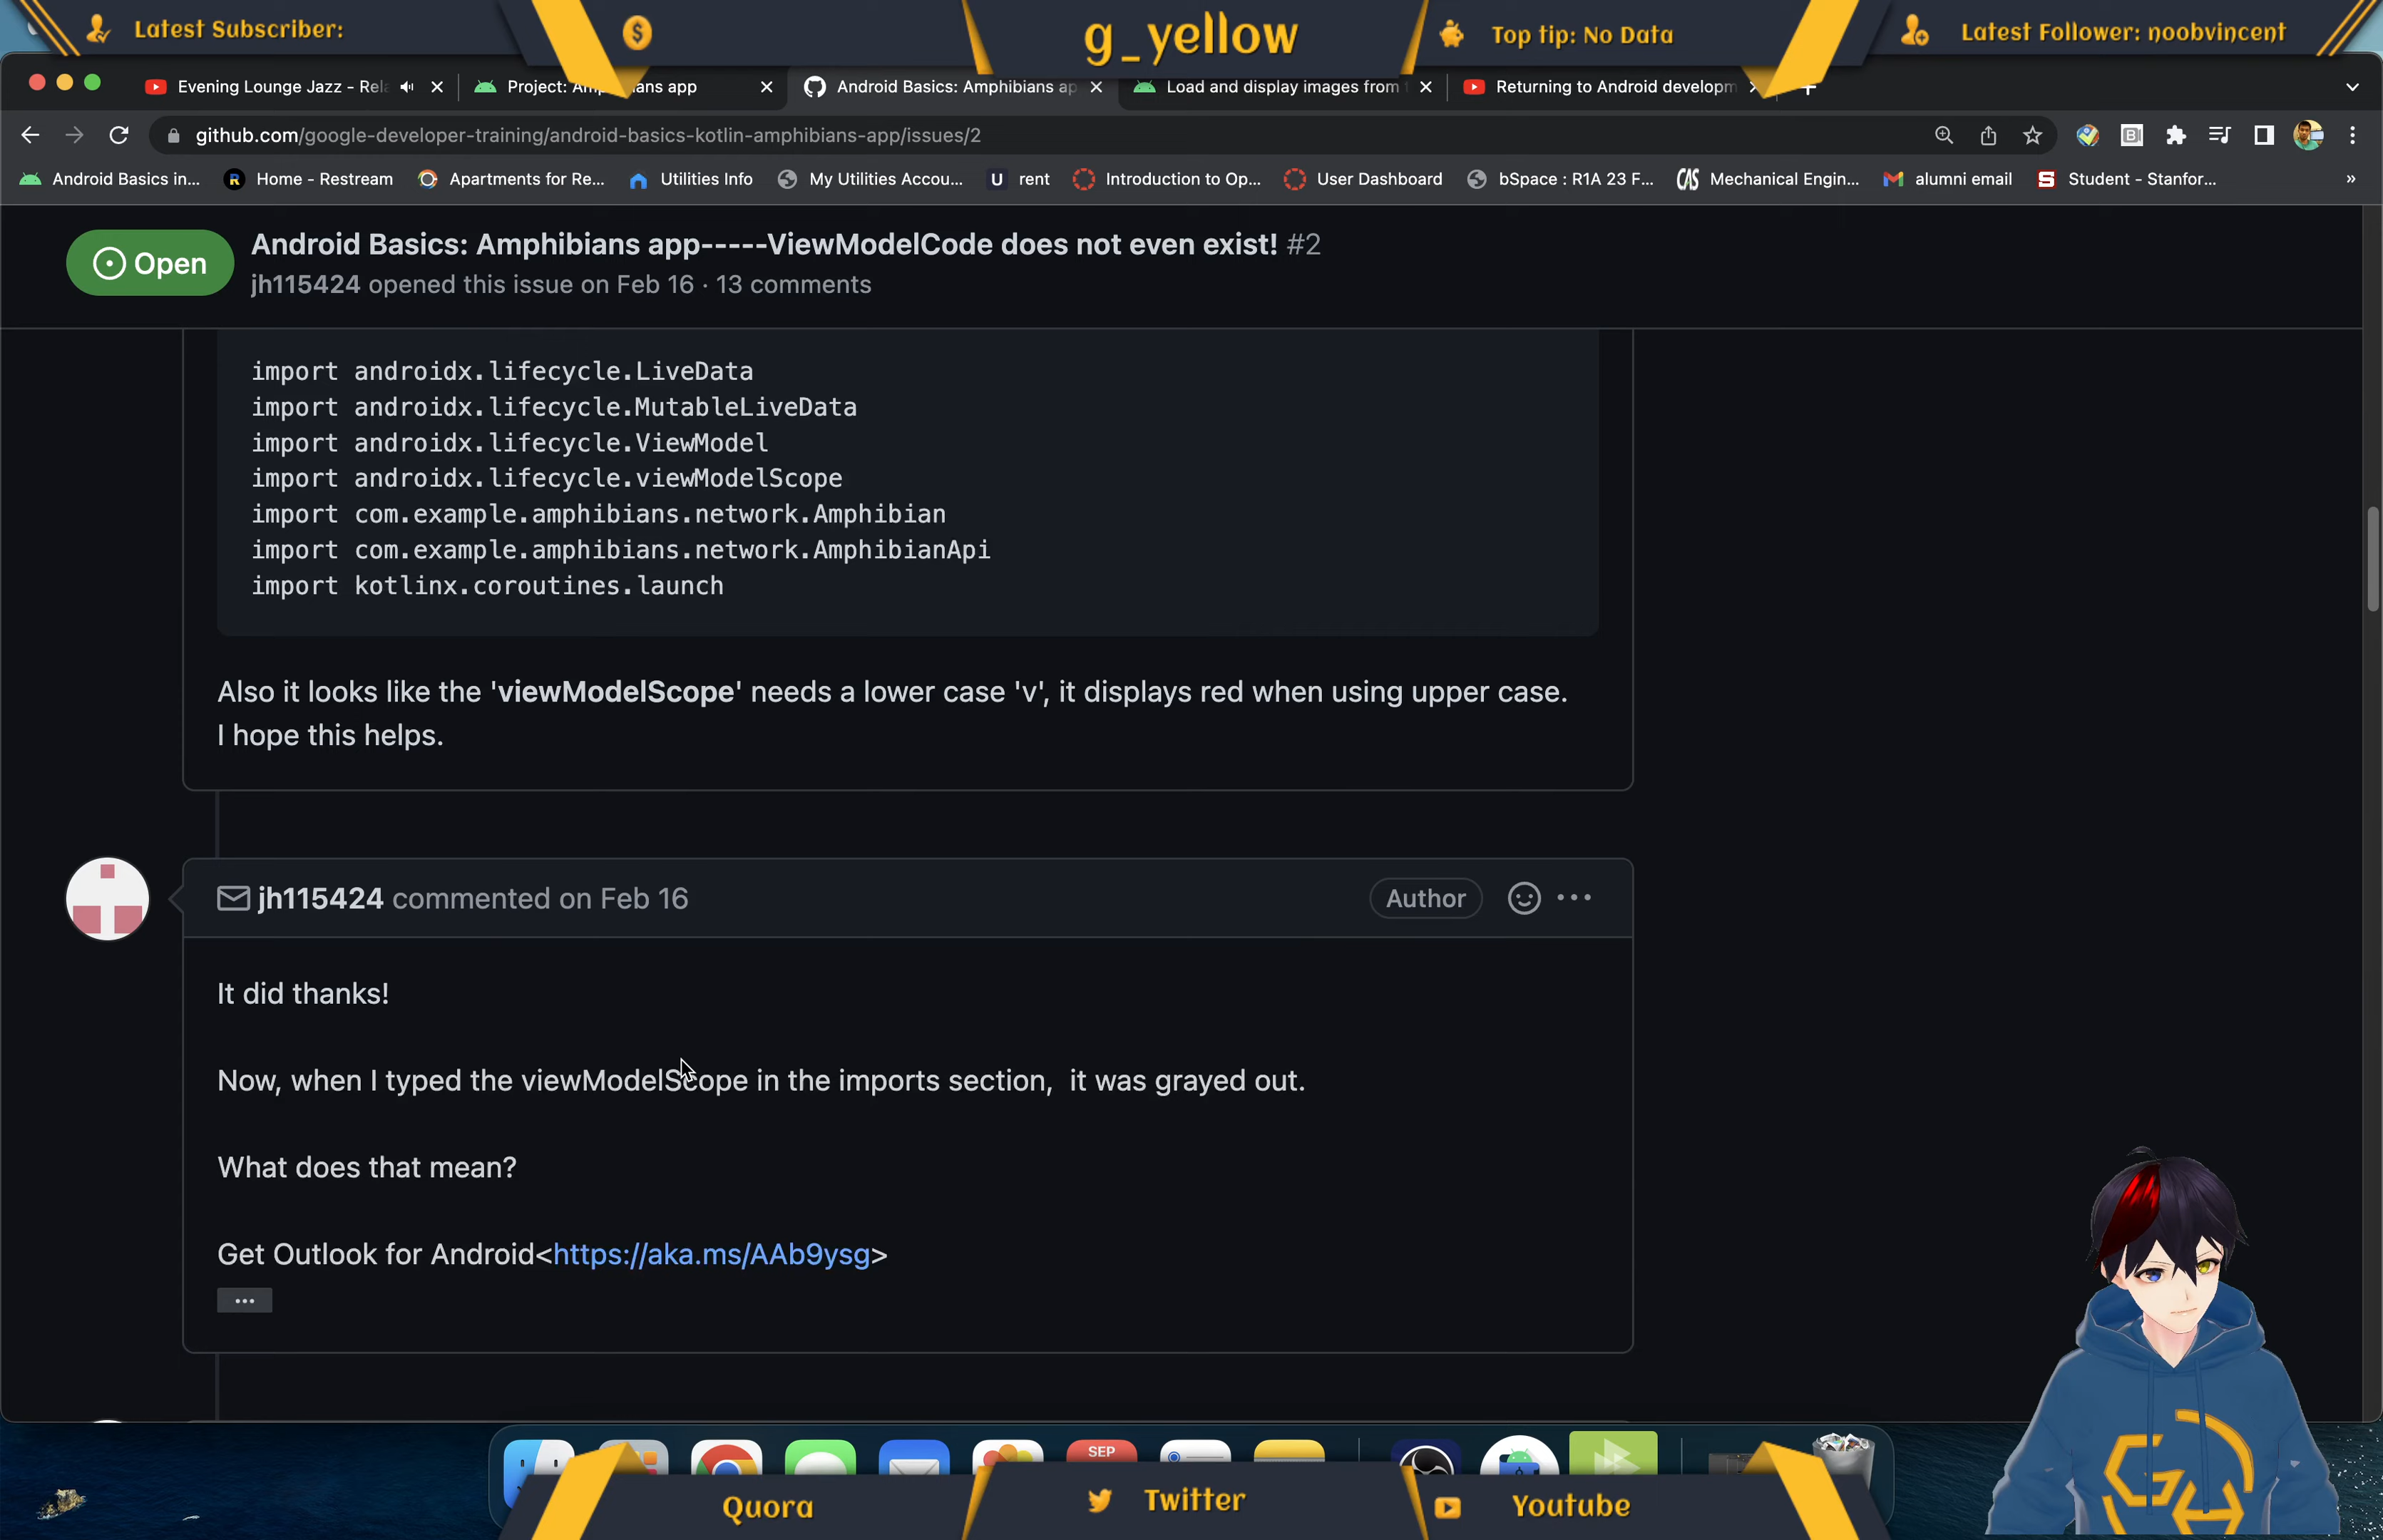 Latest Subscriber:
g_yellow
Top tip: No Data
Latest Follower: noobvincent
Evening Lounge Jazz - Rela
Android Basics: Amphibians ap
Load and display images from
Returning to Android developm
github.com/google-developer-training/android-basics-kotlin-amphibians-app/issues/2
Android Basics in...
Home - Restream
Apartments for Re...
Utilities Info
My Utilities Accou...
U rent
Introduction to Op...
User Dashboard
bSpace : R1A 23 F...
CAS Mechanical Engin...
alumni email
S Student - Stanfor...
»
Open
Android Basics: Amphibians app-----ViewModelCode does not even exist! #2
jh115424 opened this issue on Feb 16 · 13 comments
import androidx.lifecycle.LiveData
import androidx.lifecycle.MutableLiveData
import androidx.lifecycle.ViewModel
import androidx.lifecycle.viewModelScope
import com.example.amphibians.network.Amphibian
import com.example.amphibians.network.AmphibianApi
import kotlinx.coroutines.launch
Also it looks like the 'viewModelScope' needs a lower case 'v', it displays red when using upper case.
I hope this helps.
jh115424 commented on Feb 16
Author
It did thanks!
Now, when I typed the viewModelScope in the imports section, it was grayed out.
What does that mean?
Get Outlook for Android<https://aka.ms/AAb9ysg>
...
SEP
Quora
Twitter
Youtube